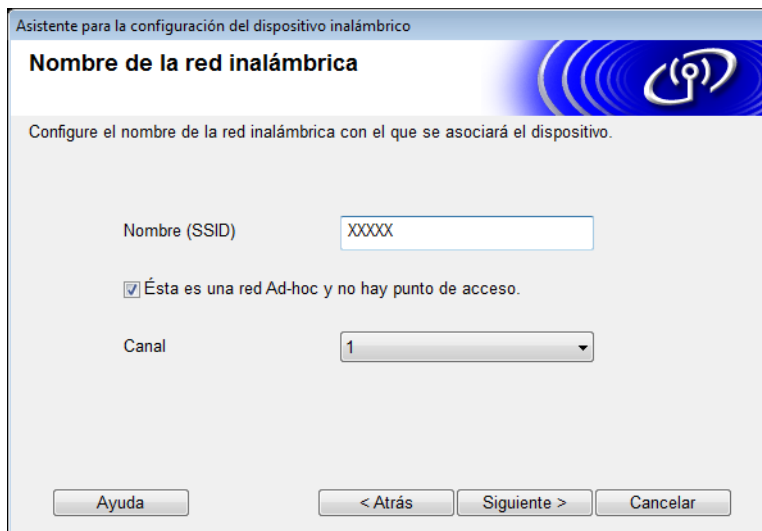 Asistente para la configuración del dispositivo inalámbrico
Nombre de la red inalámbrica
Configure el nombre de la red inalámbrica con el que se asociará el dispositivo.
Nombre (SSID) XXXXX
Ésta es una red Ad-hoc y no hay punto de acceso.
Canal 1
Ayuda < Atrás Siguiente > Cancelar